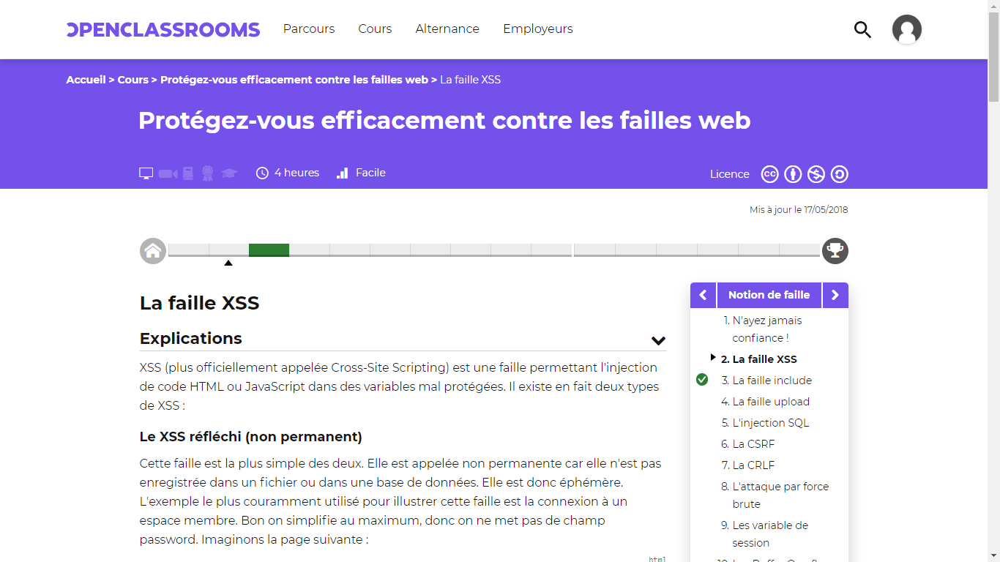 OPENCLASSROOMS Parcours Cours Alternance Employeurs
Accueil > Cours > Protégez-vous efficacement contre les failles web > La faille XSS
Protégez-vous efficacement contre les failles web
4 heures Facile
Licence
Mis à jour le 17/05/2018
La faille XSS
Explications
XSS (plus officiellement appelée Cross-Site Scripting) est une faille permettant l'injection
de code HTML ou JavaScript dans des variables mal protégées. Il existe en fait deux types
de XSS :
Le XSS réfléchi (non permanent)
Cette faille est la plus simple des deux. Elle est appelée non permanente car elle n'est pas
enregistrée dans un fichier ou dans une base de données. Elle est donc éphémère.
L'exemple le plus couramment utilisé pour illustrer cette faille est la connexion à un
espace membre. Bon on simplifie au maximum, donc on ne met pas de champ
password. Imaginons la page suivante :
html
Notion de faille
1. N'ayez jamais
confiance !
2. La faille XSS
3. La faille include
4. La faille upload
5. L'injection SQL
6. La CSRF
7. La CRLF
8. L'attaque par force
brute
9. Les variable de
session